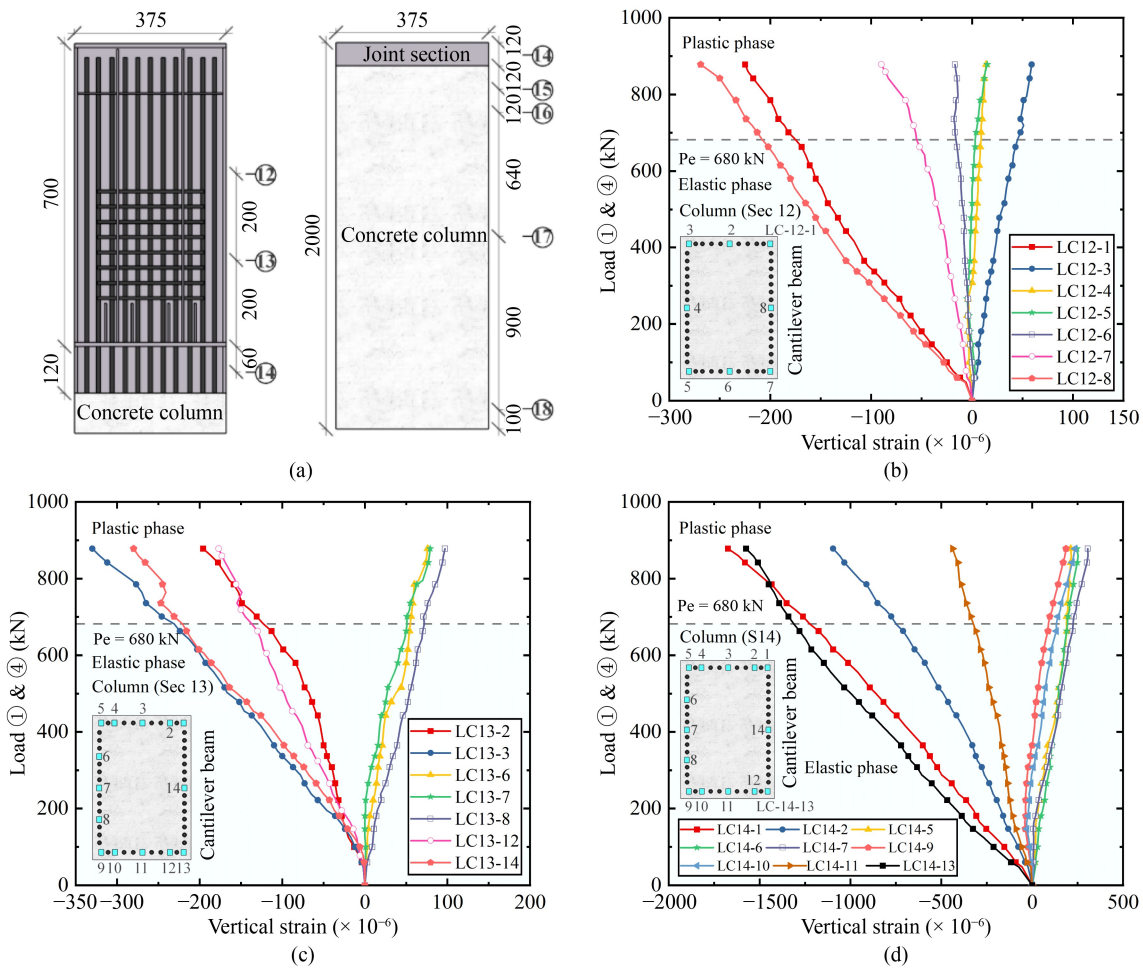 375
700
120
-12
200
-13
200
160
-14
Concrete column
375
2000
Joint section
Concrete column
120
-14
120
-15
120
-16
640
-17
900
100
-18
(a)
1000
800
600
400
200
0
Load ① & ④ (kN)
Plastic phase
Pe = 680 kN
Elastic phase
Column (Sec 12)
3 2 LC-12-1
4 8
5 6 7
Cantilever beam
LC12-1
LC12-3
LC12-4
LC12-5
LC12-6
LC12-7
LC12-8
−300 −200 −100 0 100 150
Vertical strain (× 10⁻⁶)
(b)
1000
800
600
400
200
0
Load ① & ④ (kN)
Plastic phase
Pe = 680 kN
Elastic phase
Column (Sec 13)
5 4 3
2
6
7 14
8
9 10 11 12 13
Cantilever beam
LC13-2
LC13-3
LC13-6
LC13-7
LC13-8
LC13-12
LC13-14
−350 −300 −200 −100 0 100 200
Vertical strain (× 10⁻⁶)
(c)
1000
800
600
400
200
0
Load ① & ④ (kN)
Plastic phase
Pe = 680 kN
Column (S14)
5 4 3 2 1
6
7 14
8
12
9 10 11 LC-14-13
Cantilever beam
Elastic phase
LC14-1 LC14-2 LC14-5
LC14-6 LC14-7 LC14-9
LC14-10 LC14-11 LC14-13
−2000 −1500 −1000 −500 0 500
Vertical strain (× 10⁻⁶)
(d)